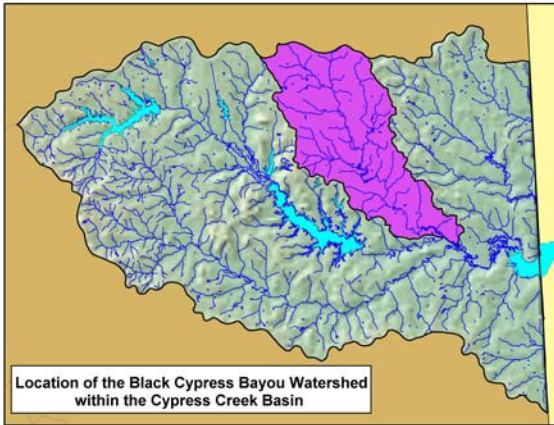 Location of the Black Cypress Bayou Watershed
within the Cypress Creek Basin